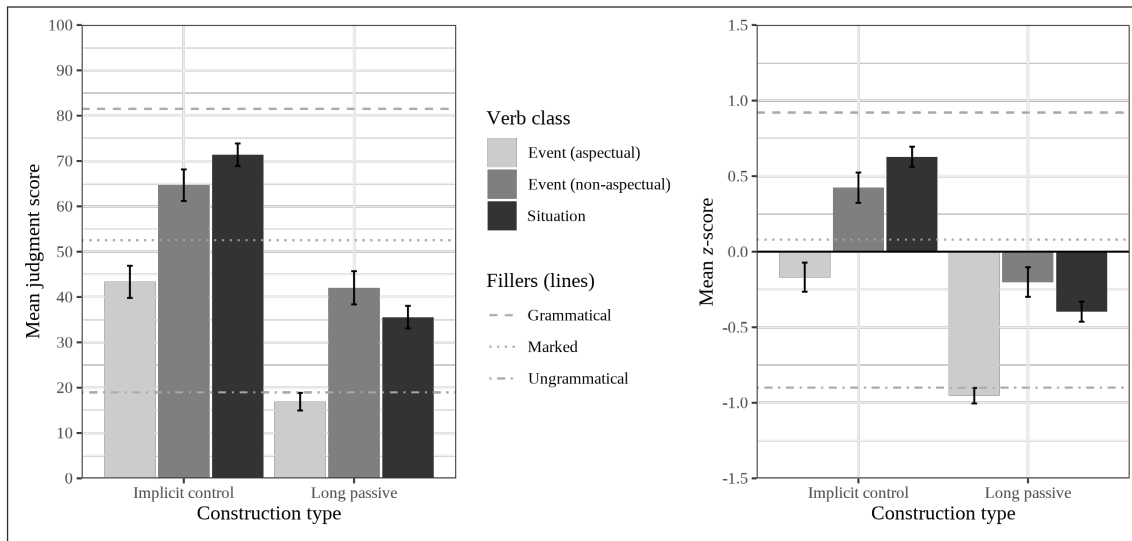 100
90
80
70
60
50
40
30
20
10
0
Mean judgment score
Implicit control
Long passive
Construction type
Verb class
Event (aspectual)
Event (non-aspectual)
Situation
Fillers (lines)
Grammatical
Marked
Ungrammatical
1.5
1.0
0.5
0.0
-0.5
-1.0
-1.5
Mean z-score
Implicit control
Long passive
Construction type